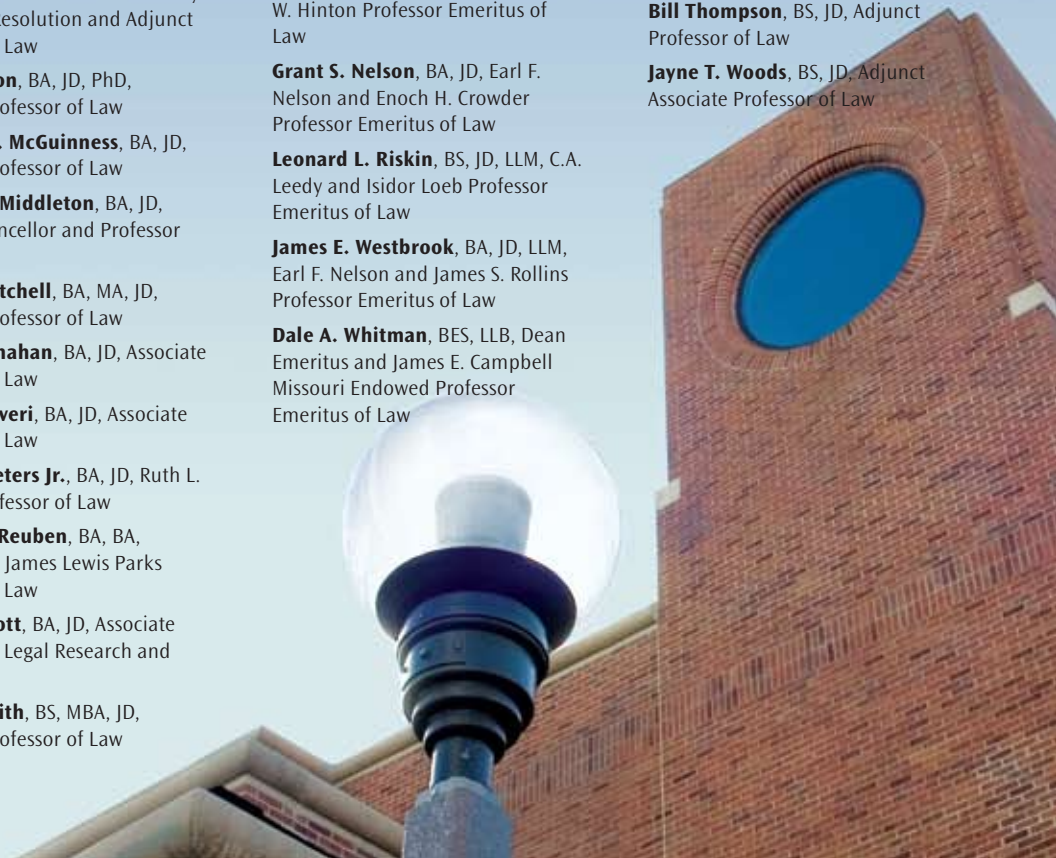 Resolution and Adjunct
Law
on, BA, JD, PhD,
ofessor of Law
. McGuinness, BA, JD,
ofessor of Law
Middleton, BA, JD,
ncellor and Professor
tchell, BA, MA, JD,
ofessor of Law
nahan, BA, JD, Associate
Law
veri, BA, JD, Associate
Law
eters Jr., BA, JD, Ruth L.
fessor of Law
Reuben, BA, BA,
James Lewis Parks
Law
ott, BA, JD, Associate
Legal Research and
ith, BS, MBA, JD,
ofessor of Law
W. Hinton Professor Emeritus of
Law
Grant S. Nelson, BA, JD, Earl F.
Nelson and Enoch H. Crowder
Professor Emeritus of Law
Leonard L. Riskin, BS, JD, LLM, C.A.
Leedy and Isidor Loeb Professor
Emeritus of Law
James E. Westbrook, BA, JD, LLM,
Earl F. Nelson and James S. Rollins
Professor Emeritus of Law
Dale A. Whitman, BES, LLB, Dean
Emeritus and James E. Campbell
Missouri Endowed Professor
Emeritus of Law
Bill Thompson, BS, JD, Adjunct
Professor of Law
Jayne T. Woods, BS, JD, Adjunct
Associate Professor of Law